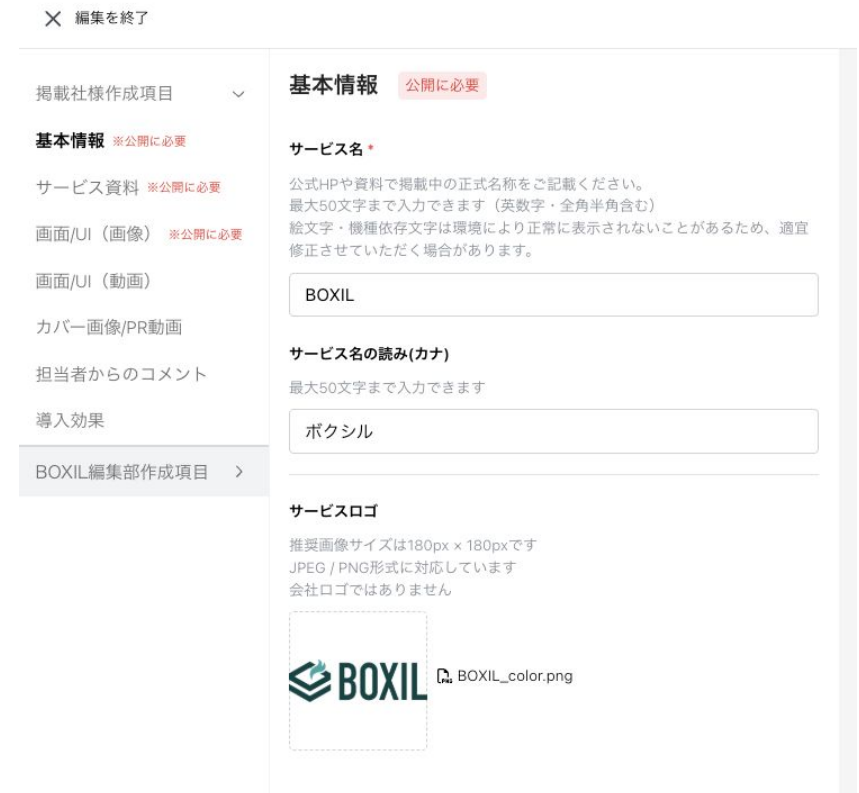 編集を終了
掲載社様作成項目
基本情報 ※公開に必要
サービス資料 ※公開に必要
画面/UI（画像） ※公開に必要
画面/UI（動画）
カバー画像/PR動画
担当者からのコメント
導入効果
BOXIL編集部作成項目
基本情報 公開に必要
サービス名 *
公式HPや資料で掲載中の正式名称をご記載ください。
最大50文字まで入力できます（英数字・全角半角含む）
絵文字・機種依存文字は環境により正常に表示されないことがあるため、適宜
修正させていただく場合があります。
BOXIL
サービス名の読み(カナ)
最大50文字まで入力できます
ボクシル
サービスロゴ
推奨画像サイズは180px × 180pxです
JPEG / PNG形式に対応しています
会社ロゴではありません
BOXIL
BOXIL_color.png